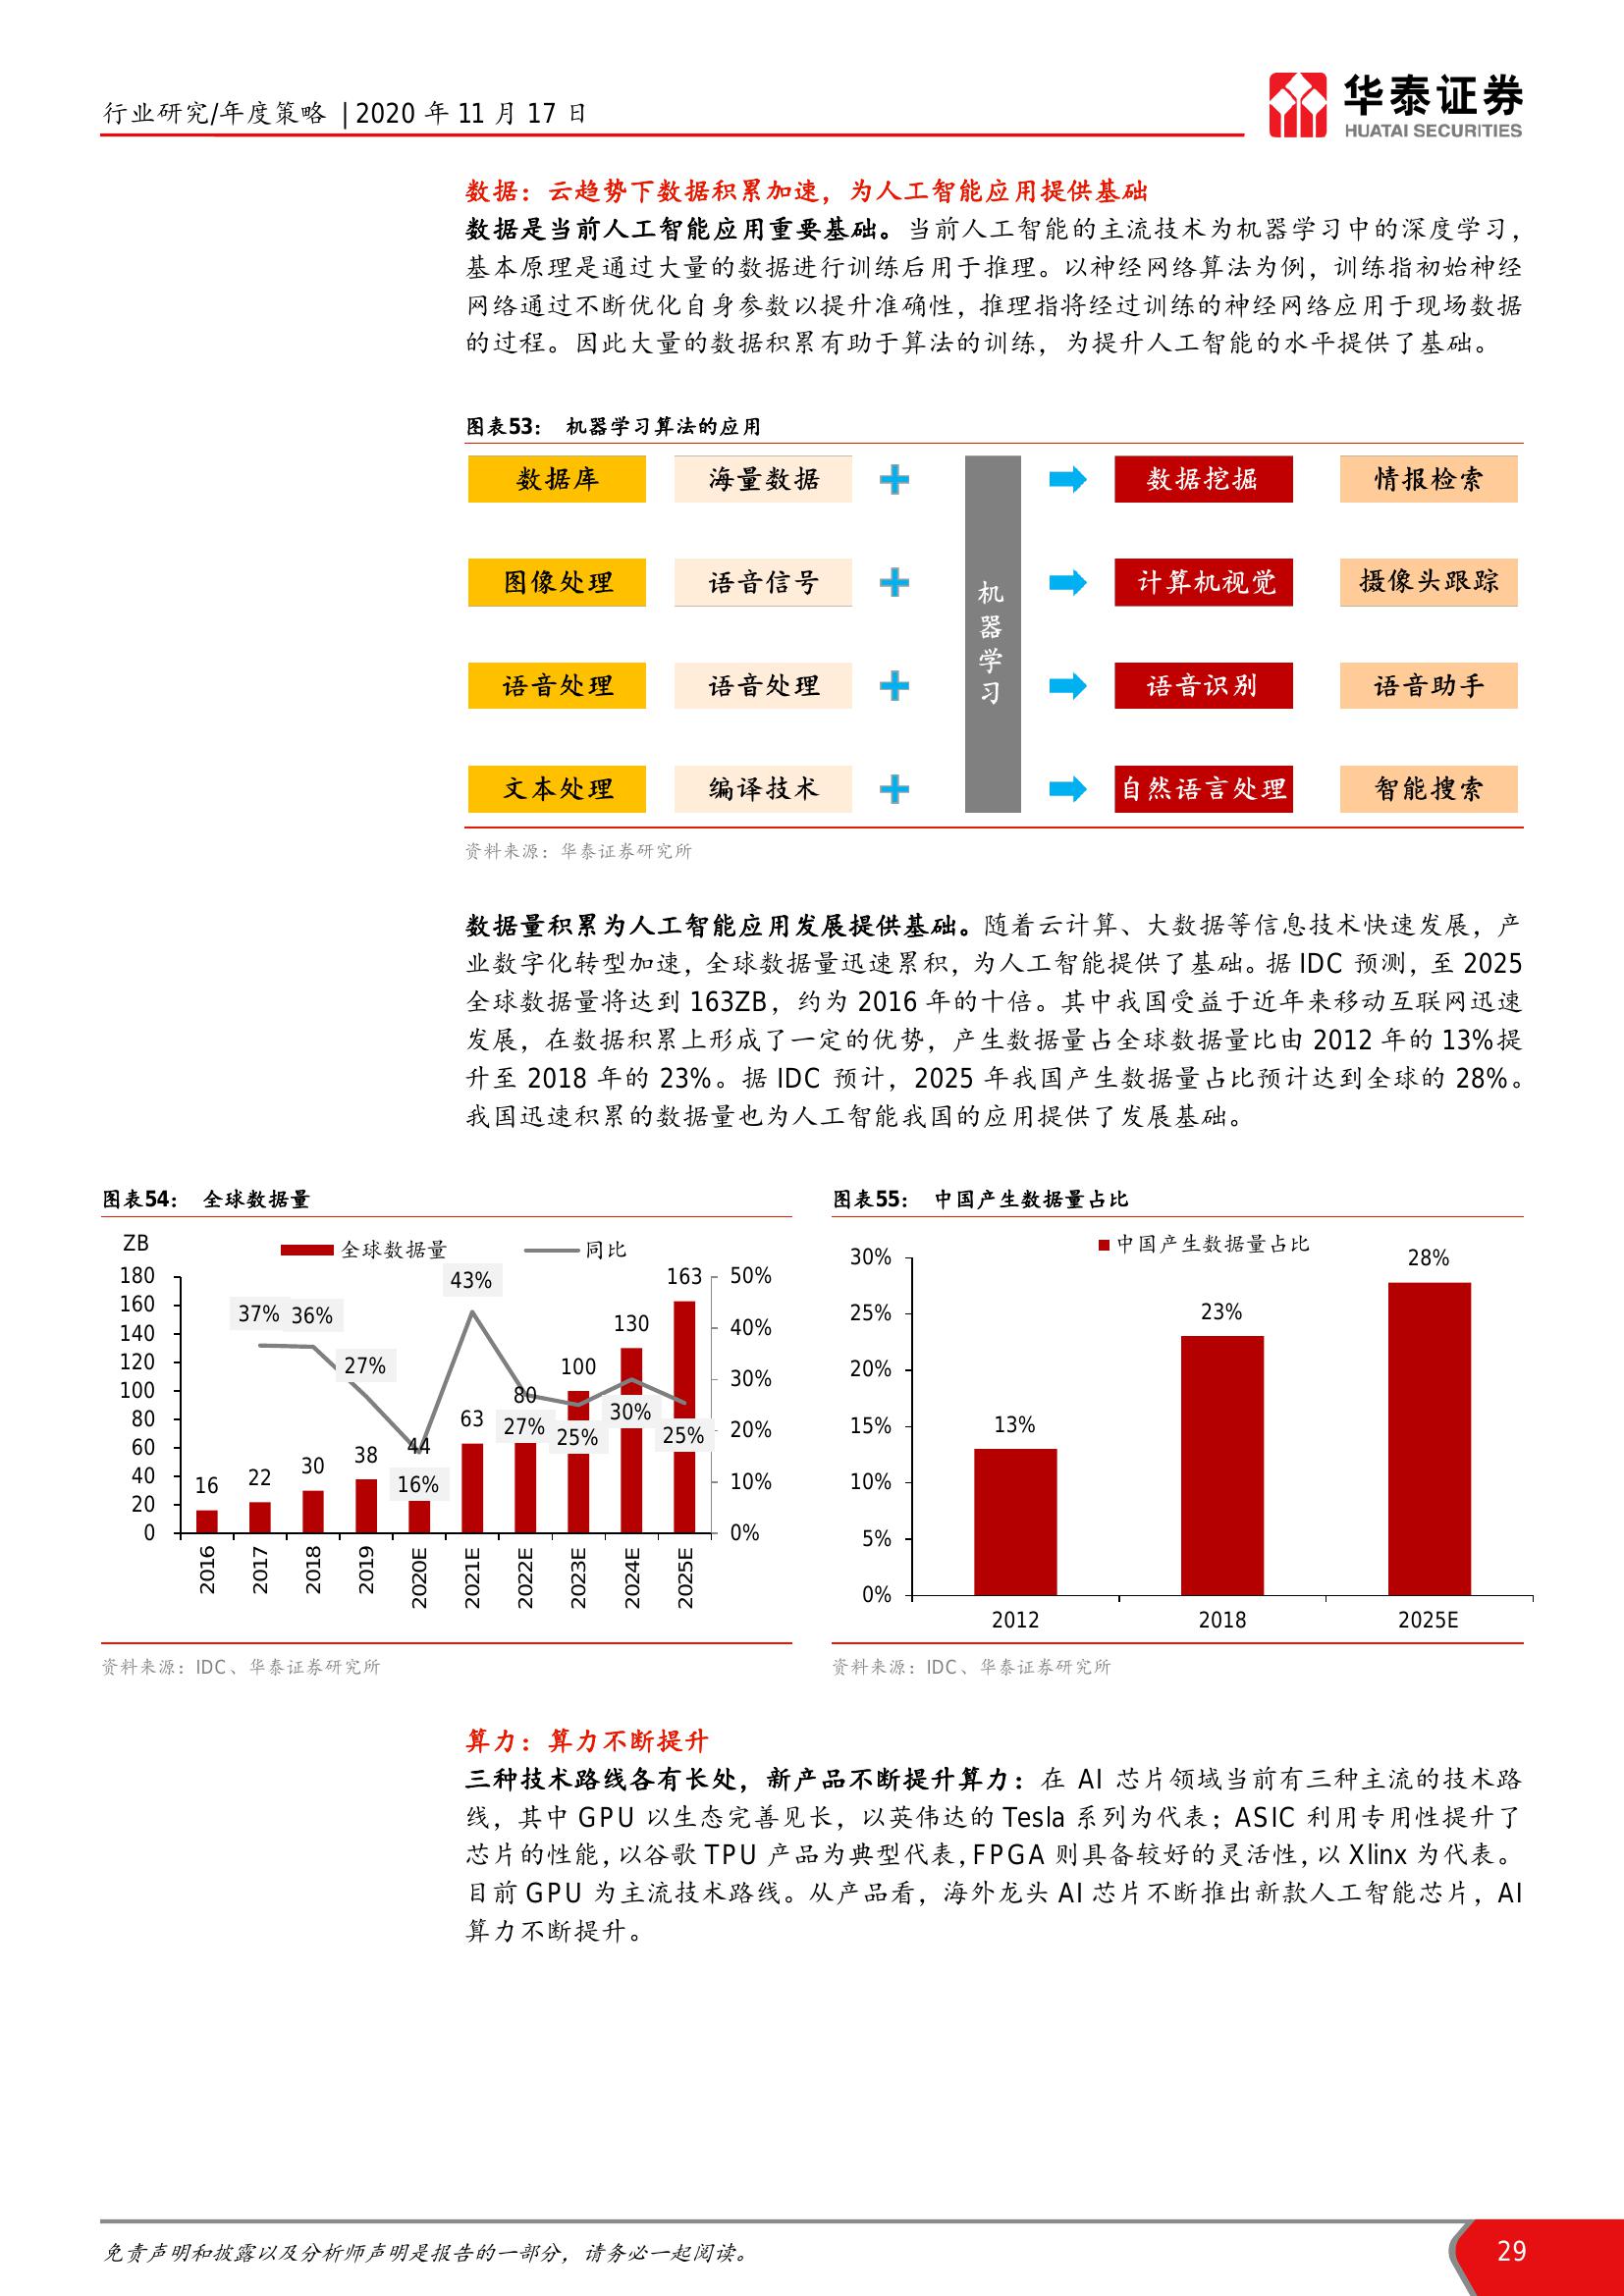 行业研究/年度策略 | 2020 年 11 月 17 日
华泰证券
HUATAI SECURITIES
数据：云趋势下数据积累加速，为人工智能应用提供基础
数据是当前人工智能应用重要基础。当前人工智能的主流技术为机器学习中的深度学习，
基本原理是通过大量的数据进行训练后用于推理。以神经网络算法为例，训练指初始神经
网络通过不断优化自身参数以提升准确性，推理指将经过训练的神经网络应用于现场数据
的过程。因此大量的数据积累有助于算法的训练，为提升人工智能的水平提供了基础。
图表53： 机器学习算法的应用
数据库 海量数据 数据挖掘 情报检索
图像处理 语音信号 计算机视觉 摄像头跟踪
机器学习
语音处理 语音处理 语音识别 语音助手
文本处理 编译技术 自然语言处理 智能搜索
资料来源：华泰证券研究所
数据量积累为人工智能应用发展提供基础。随着云计算、大数据等信息技术快速发展，产
业数字化转型加速，全球数据量迅速累积，为人工智能提供了基础。据 IDC 预测，至 2025
全球数据量将达到 163ZB，约为 2016 年的十倍。其中我国受益于近年来移动互联网迅速
发展，在数据积累上形成了一定的优势，产生数据量占全球数据量比由 2012 年的 13%提
升至 2018 年的 23%。据 IDC 预计，2025 年我国产生数据量占比预计达到全球的 28%。
我国迅速积累的数据量也为人工智能我国的应用提供了发展基础。
图表54： 全球数据量
ZB
全球数据量 同比
180
160
140
120
100
80
60
40
20
0
16 22 30 38 44 63 80 100 130 163
37% 36% 27% 16% 43% 27% 25% 30% 25%
50%
40%
30%
20%
10%
0%
2016 2017 2018 2019 2020E 2021E 2022E 2023E 2024E 2025E
资料来源：IDC、华泰证券研究所
图表55： 中国产生数据量占比
中国产生数据量占比
30%
25%
20%
15%
10%
5%
0%
13% 23% 28%
2012 2018 2025E
资料来源：IDC、华泰证券研究所
算力：算力不断提升
三种技术路线各有长处，新产品不断提升算力：在 AI 芯片领域当前有三种主流的技术路
线，其中 GPU 以生态完善见长，以英伟达的 Tesla 系列为代表；ASIC 利用专用性提升了
芯片的性能，以谷歌 TPU 产品为典型代表，FPGA 则具备较好的灵活性，以 Xlinx 为代表。
目前 GPU 为主流技术路线。从产品看，海外龙头 AI 芯片不断推出新款人工智能芯片，AI
算力不断提升。
免责声明和披露以及分析师声明是报告的一部分，请务必一起阅读。
29